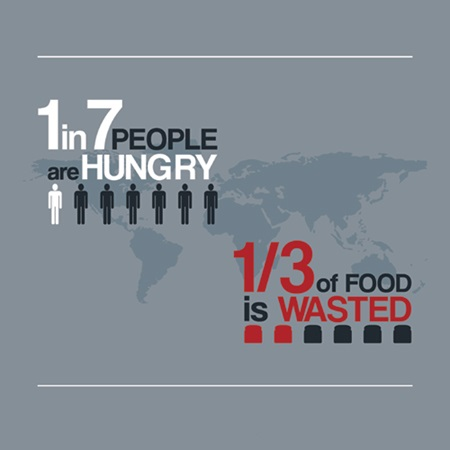 1 in 7 PEOPLE
are HUNGRY
1/3 of FOOD
is WASTED